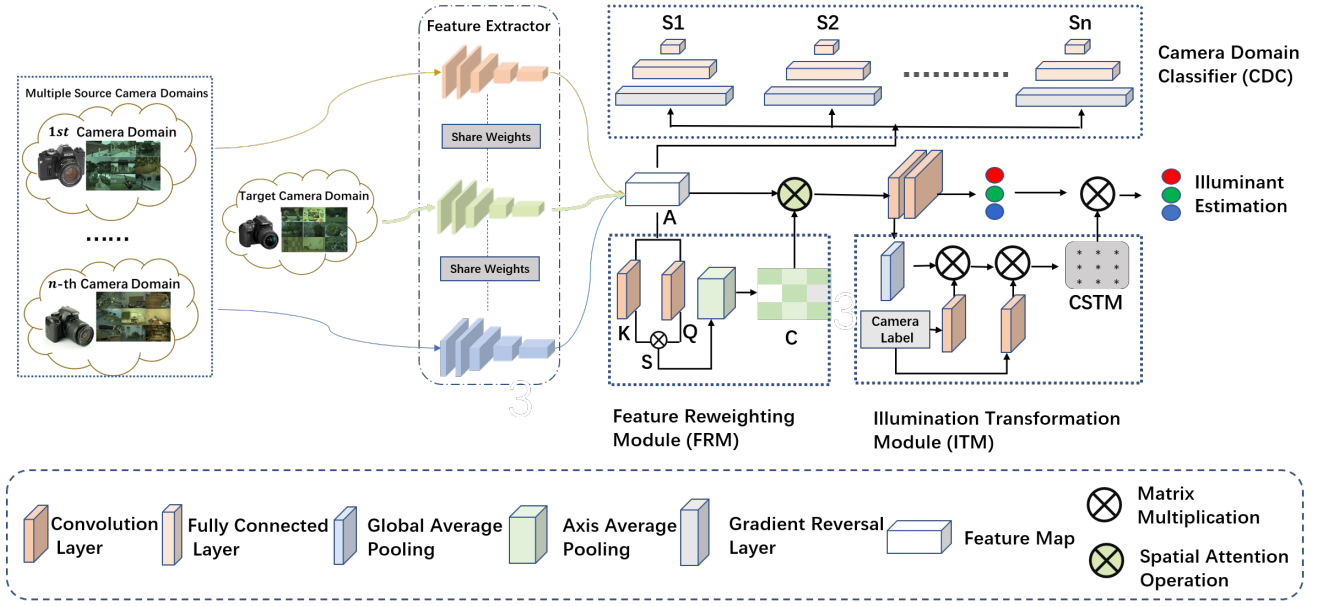 Feature Extractor
S1
S2
Sn
Camera Domain
Classifier (CDC)
Multiple Source Camera Domains
1st Camera Domain
Share Weights
Target Camera Domain
A
Illuminant
Estimation
......
Share Weights
n-th Camera Domain
K
Q
S
C
3
Camera
Label
* * *
* * *
* * *
CSTM
3
Feature Reweighting
Module (FRM)
Illumination Transformation
Module (ITM)
Convolution
Layer
Fully Connected
Layer
Global Average
Pooling
Axis Average
Pooling
Gradient Reversal
Layer
Feature Map
Matrix
Multiplication
Spatial Attention
Operation